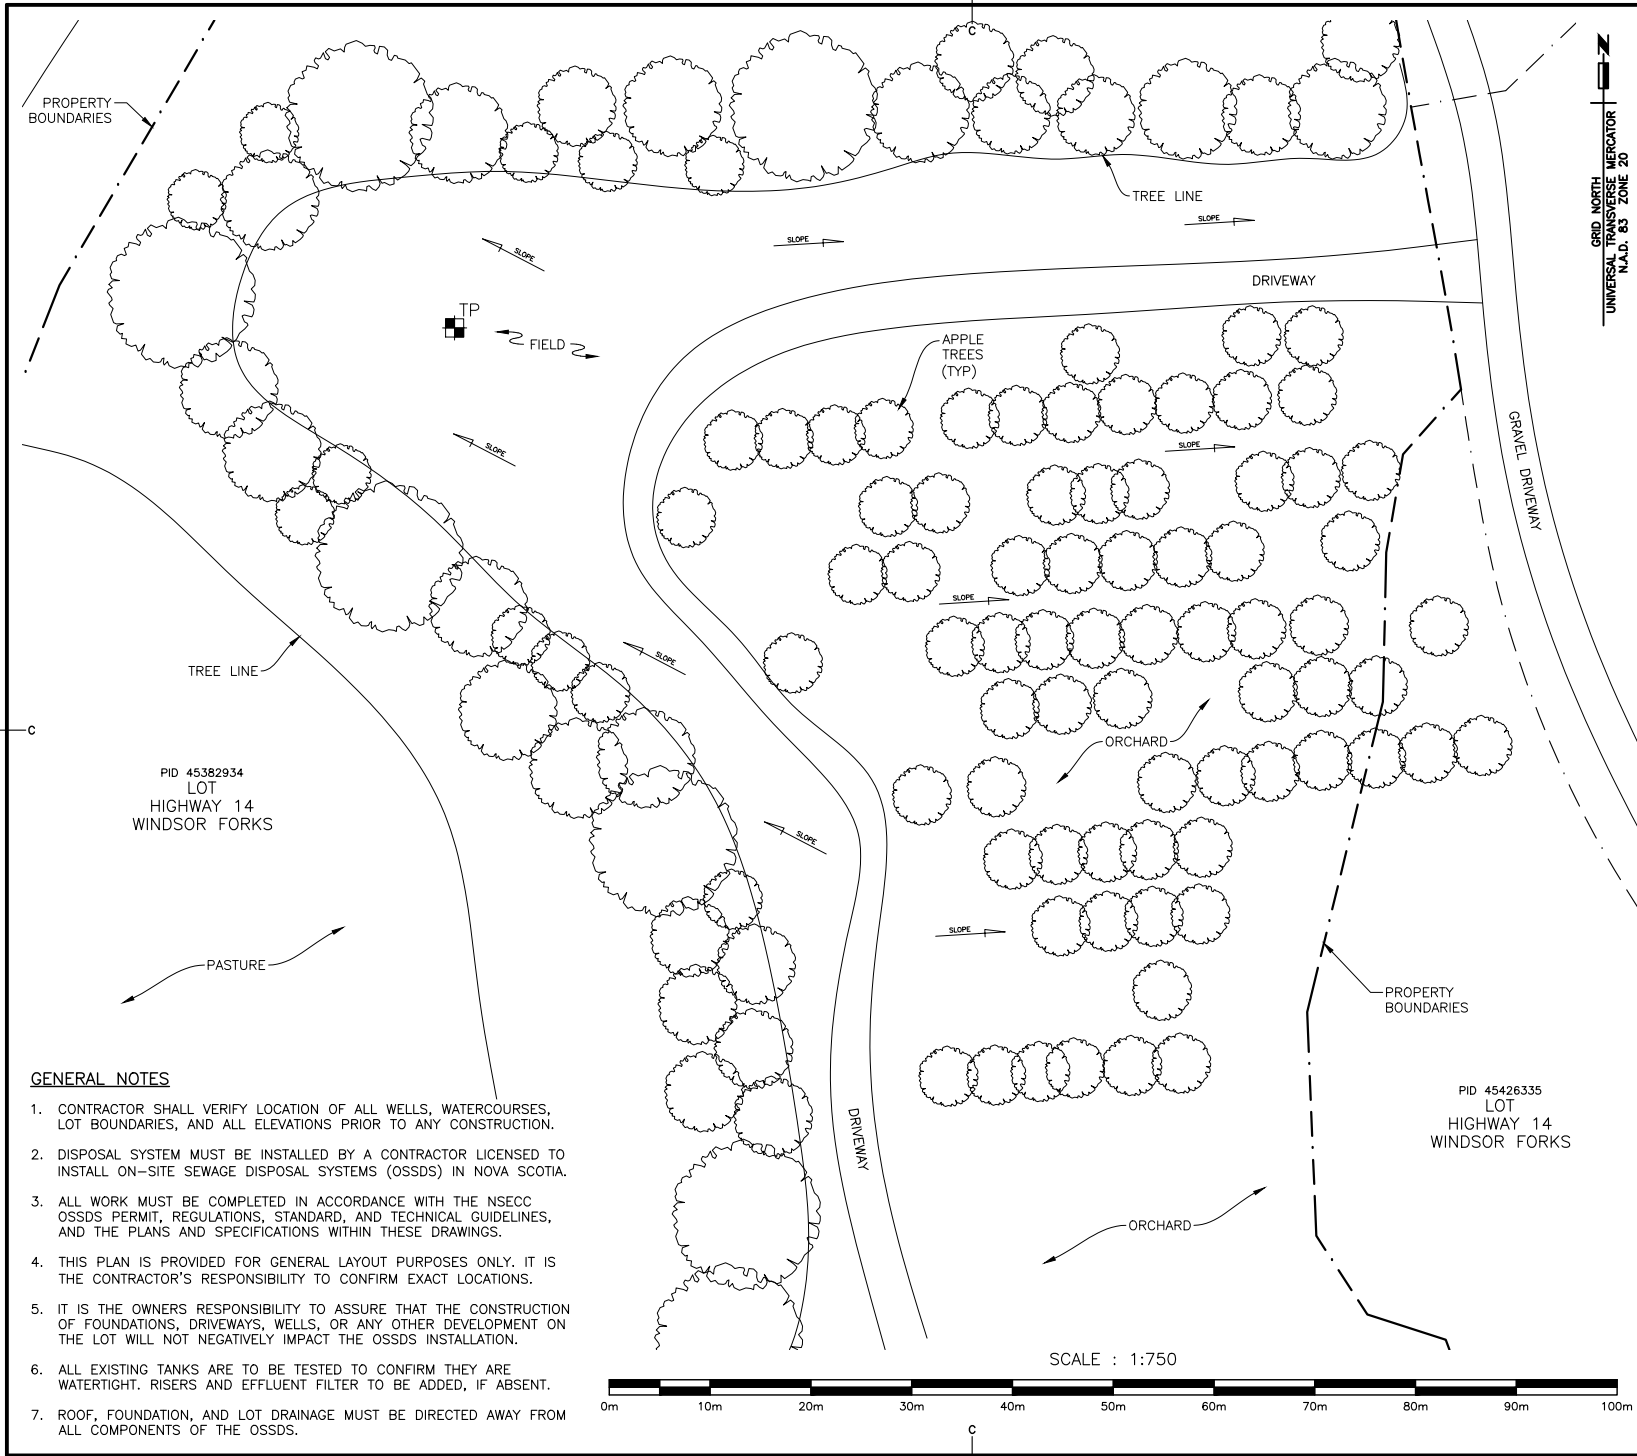 C
PROPERTY
BOUNDARIES
GRID NORTH
UNIVERSAL TRANSVERSE MERCATOR
N.A.D. 83 ZONE 20
N
TREE LINE
SLOPE
SLOPE
SLOPE
DRIVEWAY
TP
FIELD
APPLE
TREES
(TYP)
SLOPE
SLOPE
GRAVEL DRIVEWAY
SLOPE
SLOPE
TREE LINE
C
ORCHARD
PID 45382934
LOT
HIGHWAY 14
WINDSOR FORKS
SLOPE
SLOPE
PASTURE
PROPERTY
BOUNDARIES
DRIVEWAY
PID 45426335
LOT
HIGHWAY 14
WINDSOR FORKS
ORCHARD
GENERAL NOTES
1. CONTRACTOR SHALL VERIFY LOCATION OF ALL WELLS, WATERCOURSES,
LOT BOUNDARIES, AND ALL ELEVATIONS PRIOR TO ANY CONSTRUCTION.
2. DISPOSAL SYSTEM MUST BE INSTALLED BY A CONTRACTOR LICENSED TO
INSTALL ON-SITE SEWAGE DISPOSAL SYSTEMS (OSSDS) IN NOVA SCOTIA.
3. ALL WORK MUST BE COMPLETED IN ACCORDANCE WITH THE NSECC
OSSDS PERMIT, REGULATIONS, STANDARD, AND TECHNICAL GUIDELINES,
AND THE PLANS AND SPECIFICATIONS WITHIN THESE DRAWINGS.
4. THIS PLAN IS PROVIDED FOR GENERAL LAYOUT PURPOSES ONLY. IT IS
THE CONTRACTOR'S RESPONSIBILITY TO CONFIRM EXACT LOCATIONS.
5. IT IS THE OWNERS RESPONSIBILITY TO ASSURE THAT THE CONSTRUCTION
OF FOUNDATIONS, DRIVEWAYS, WELLS, OR ANY OTHER DEVELOPMENT ON
THE LOT WILL NOT NEGATIVELY IMPACT THE OSSDS INSTALLATION.
6. ALL EXISTING TANKS ARE TO BE TESTED TO CONFIRM THEY ARE
WATERTIGHT. RISERS AND EFFLUENT FILTER TO BE ADDED, IF ABSENT.
7. ROOF, FOUNDATION, AND LOT DRAINAGE MUST BE DIRECTED AWAY FROM
ALL COMPONENTS OF THE OSSDS.
SCALE : 1:750
0m 10m 20m 30m 40m 50m 60m 70m 80m 90m 100m
C